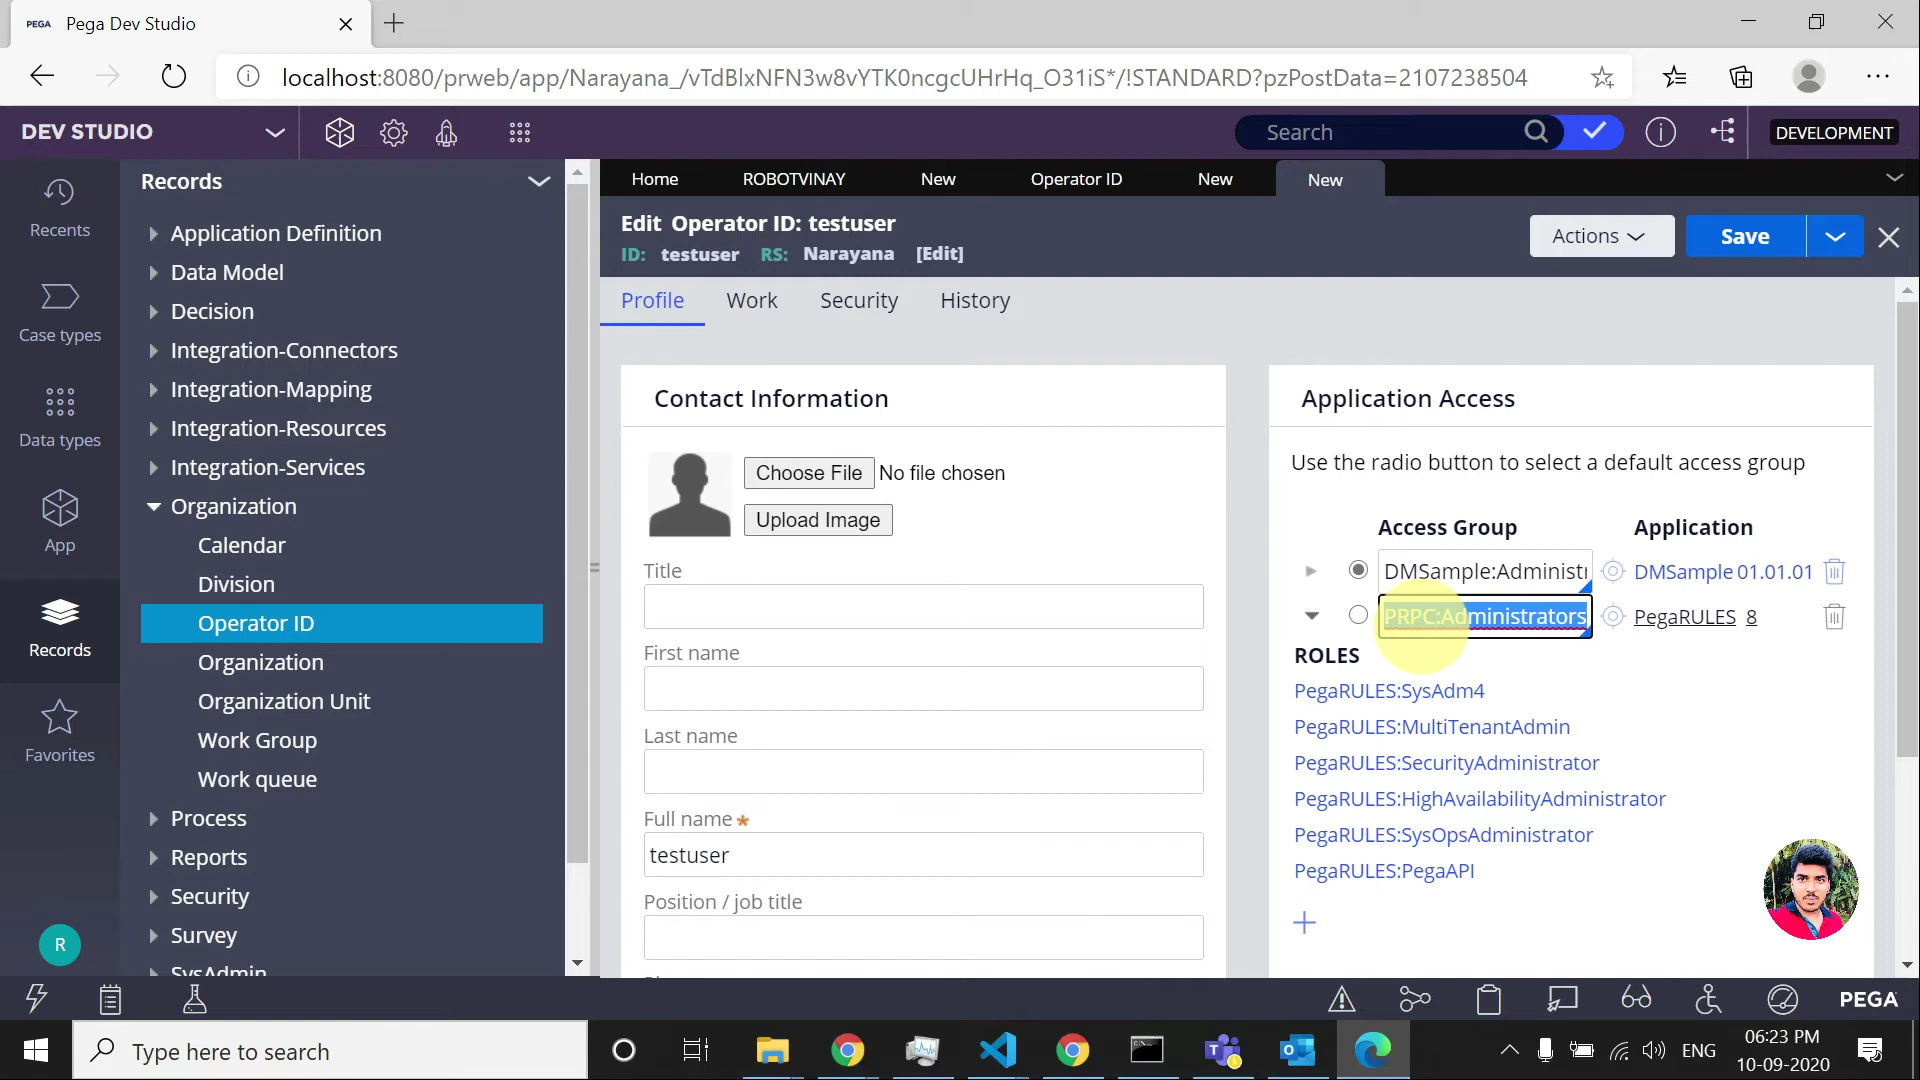 PEGA Pega Dev Studio
localhost:8080/prweb/app/Narayana_/vTdBlxNFN3w8vYTK0ncgcUHrHq_O31iS*/!STANDARD?pzPostData=2107238504
DEV STUDIO
Search
DEVELOPMENT
Recents
Case types
Data types
App
Records
Favorites
R
Records
Application Definition
Data Model
Decision
Integration-Connectors
Integration-Mapping
Integration-Resources
Integration-Services
Organization
Calendar
Division
Operator ID
Organization
Organization Unit
Work Group
Work queue
Process
Reports
Security
Survey
SysAdmin
Home ROBOTVINAY New Operator ID New New
Edit Operator ID: testuser
ID: testuser RS: Narayana [Edit]
Actions
Save
Profile Work Security History
Contact Information
Choose File No file chosen
Upload Image
Title
First name
Last name
Full name *
testuser
Position / job title
Application Access
Use the radio button to select a default access group
Access Group Application
DMSample:Administr DMSample 01.01.01
PRPC:Administrators PegaRULES 8
ROLES
PegaRULES:SysAdm4
PegaRULES:MultiTenantAdmin
PegaRULES:SecurityAdministrator
PegaRULES:HighAvailabilityAdministrator
PegaRULES:SysOpsAdministrator
PegaRULES:PegaAPI
PEGA
Type here to search
ENG
06:23 PM
10-09-2020